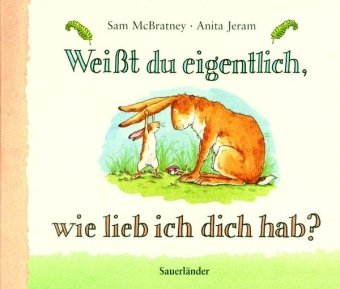 Sam McBratney · Anita Jeram
Weißt du eigentlich,
wie lieb ich dich hab?
Sauerländer